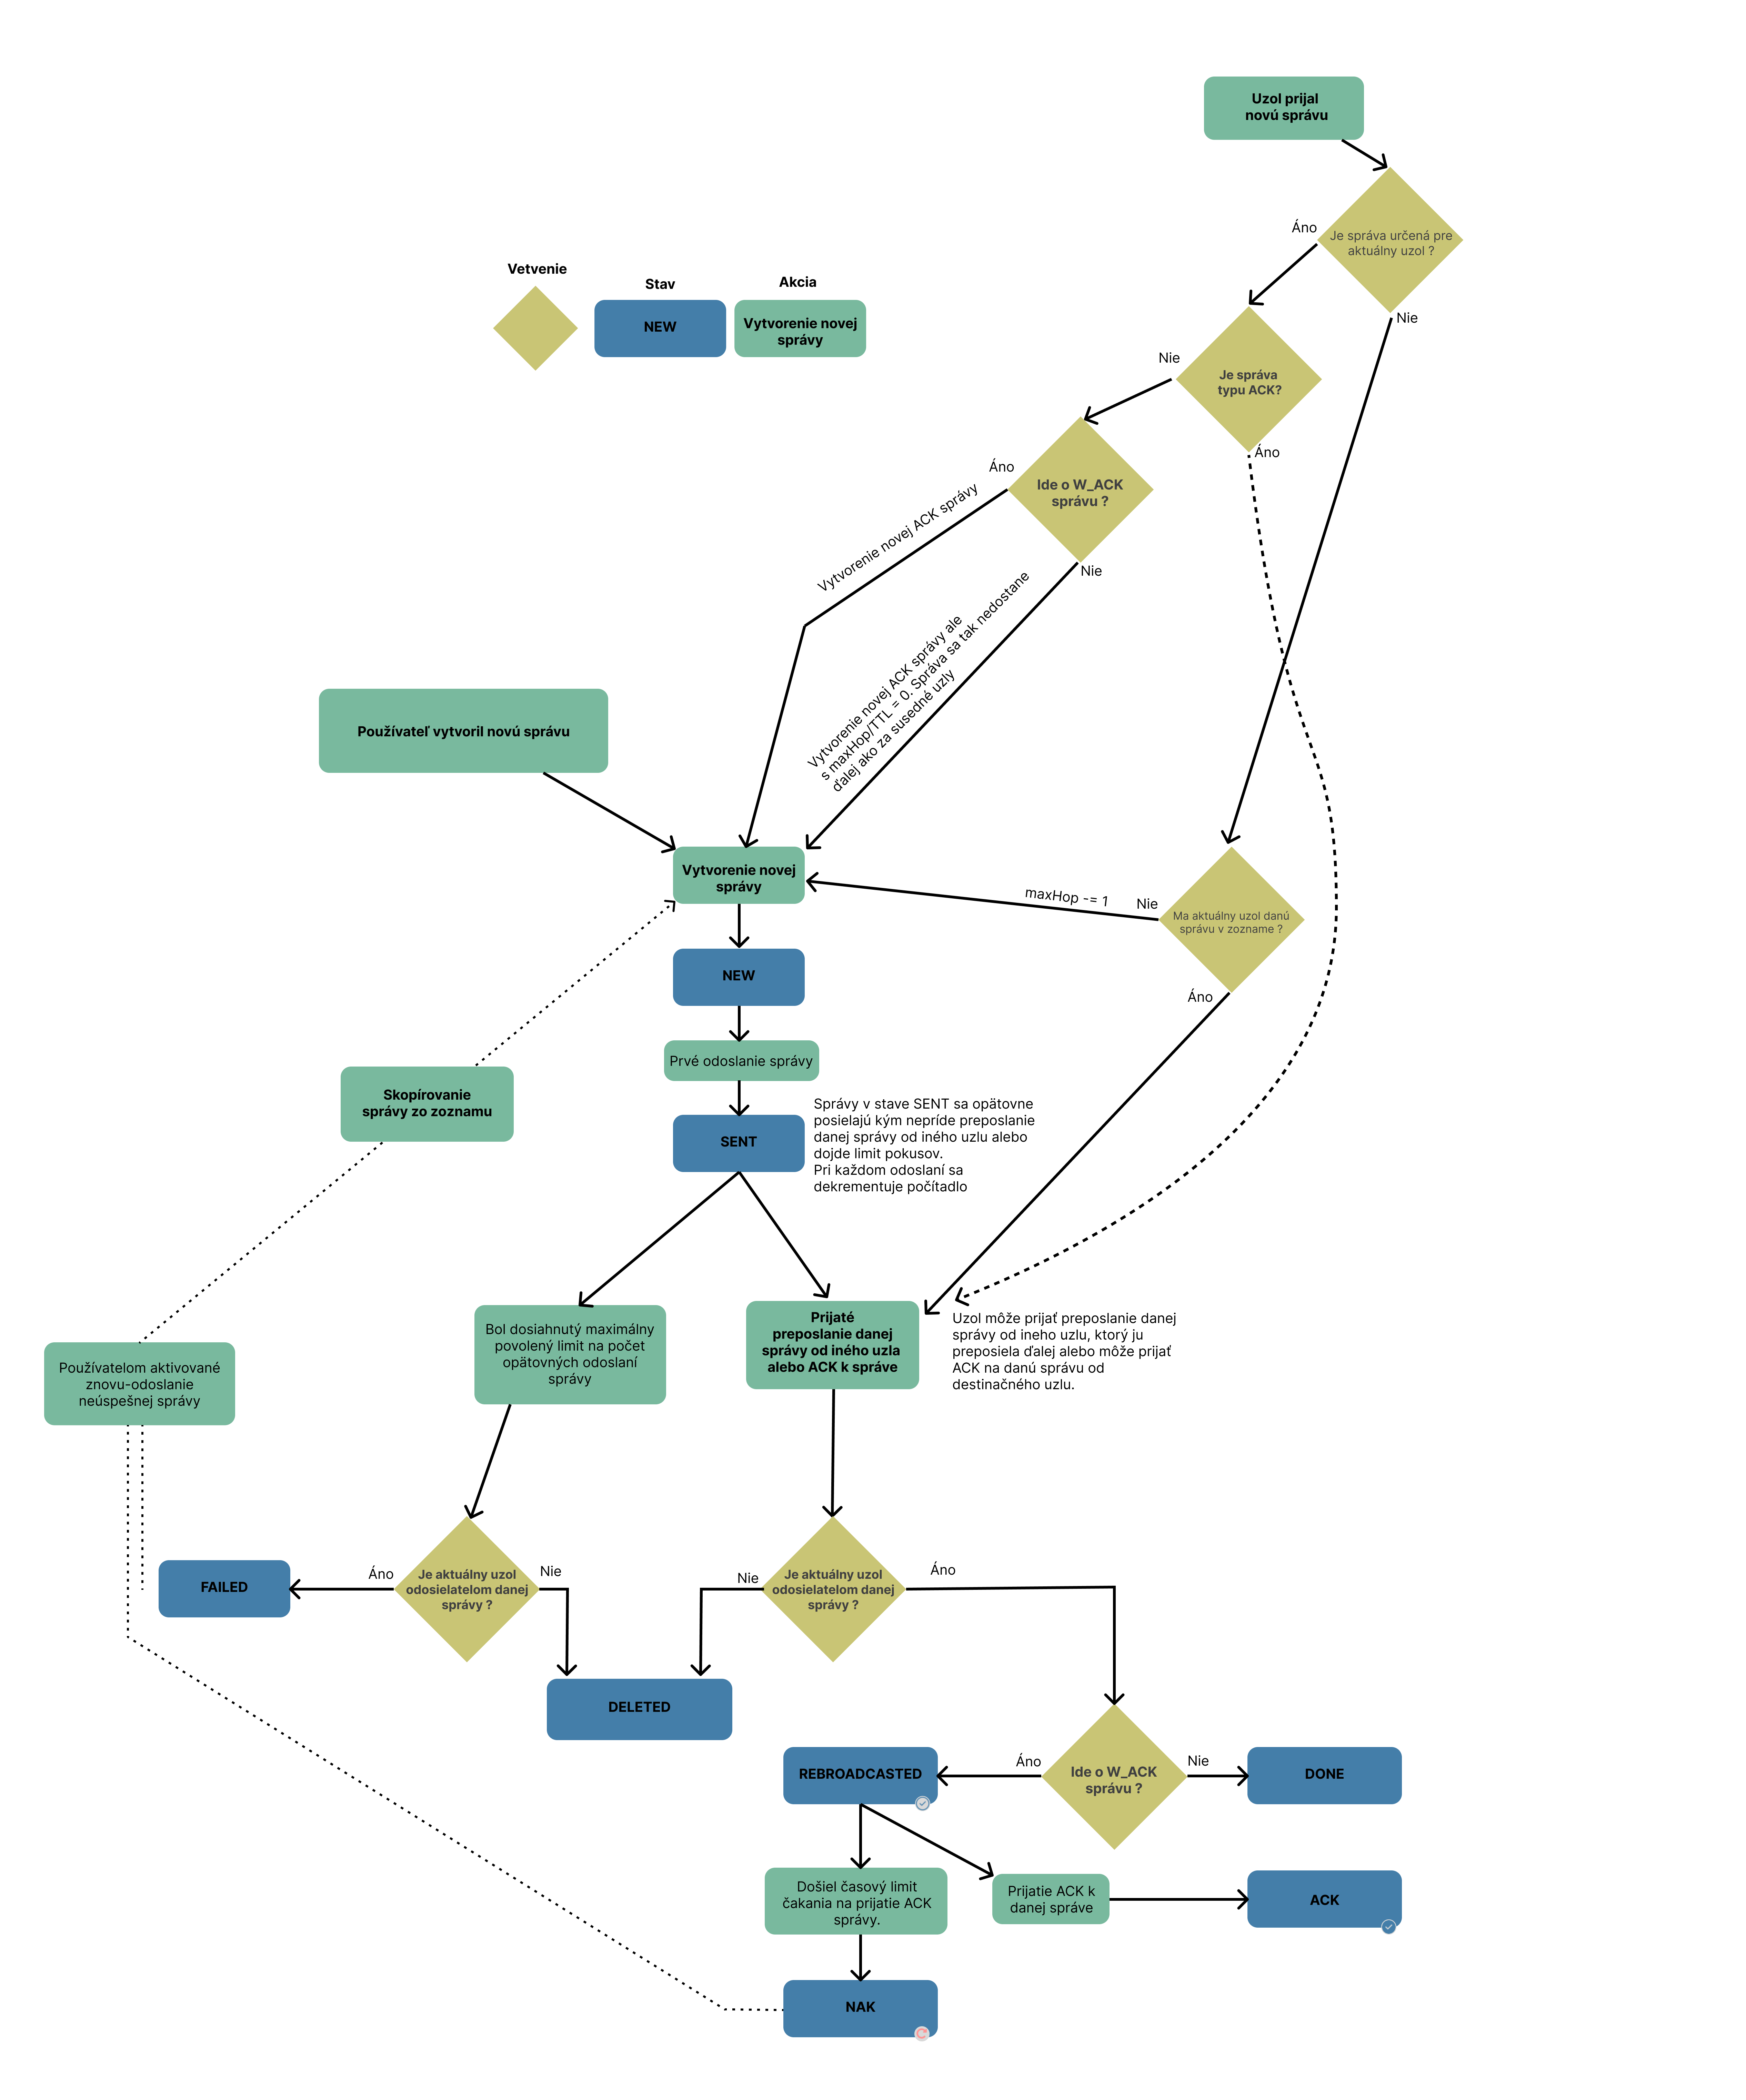 Uzol prijal
novú správu
Je správa určená pre
aktuálny uzol ?
Áno
Nie
Vetvenie
Stav
Akcia
NEW
Vytvorenie novej
správy
Je správa
typu ACK?
Nie
Áno
Ide o W_ACK
správu ?
Áno
Nie
Vytvorenie novej ACK správy
Vytvorenie novej ACK správy ale
s maxHop/TTL = 0. Správa sa tak nedostane
ďalej ako za susedné uzly
Používateľ vytvoril novú správu
Vytvorenie novej
správy
maxHop -= 1
Nie
Ma aktuálny uzol danú
správu v zozname ?
Áno
NEW
Prvé odoslanie správy
Skopírovanie
správy zo zoznamu
SENT
Správy v stave SENT sa opätovne
posielajú kým nepríde preposlanie
danej správy od iného uzlu alebo
dojde limit pokusov.
Pri každom odoslaní sa
dekrementuje počítadlo
Bol dosiahnutý maximálny
povolený limit na počet
opätovných odoslaní
správy
Prijaté
preposlanie danej
správy od iného uzla
alebo ACK k správe
Uzol môže prijať preposlanie danej
správy od ineho uzlu, ktorý ju
preposiela ďalej alebo môže prijať
ACK na danú správu od
destinačného uzlu.
Používatelom aktivované
znovu-odoslanie
neúspešnej správy
FAILED
Áno
Je aktuálny uzol
odosielatelom danej
správy ?
Nie
Nie
Je aktuálny uzol
odosielatelom danej
správy ?
Áno
DELETED
REBROADCASTED
Áno
Ide o W_ACK
správu ?
Nie
DONE
Došiel časový limit
čakania na prijatie ACK
správy.
Prijatie ACK k
danej správe
ACK
NAK